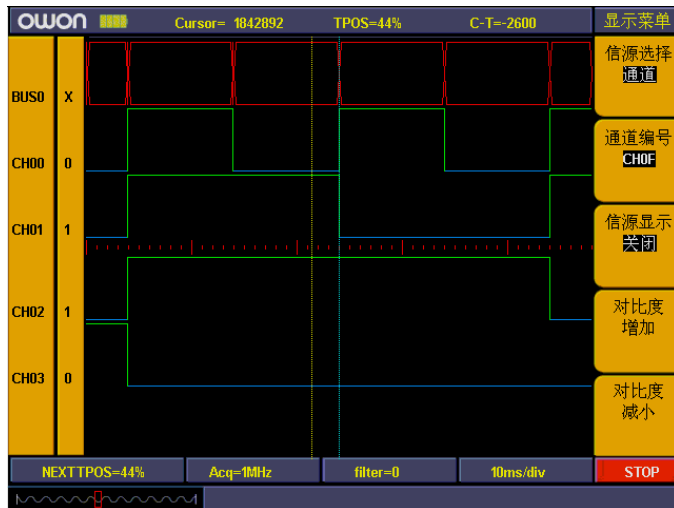 OWON Cursor= 1842892 TPOS=44% C-T=-2600 显示菜单
信源选择
通道
BUS0 X
通道编号
CH0F
CH00 0
信源显示
关闭
CH01 1
对比度
增加
CH02 1
CH03 0
对比度
减小
NEXTTPOS=44% Acq=1MHz filter=0 10ms/div STOP